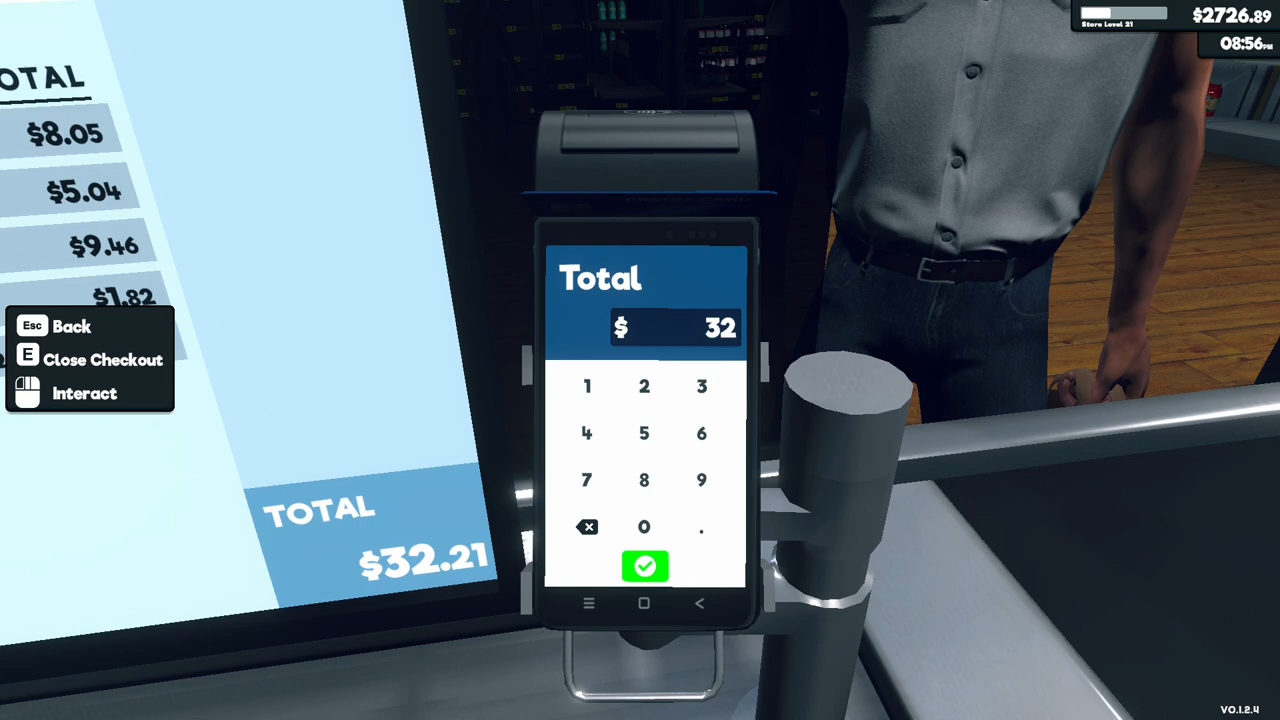 OTAL
$8.05
$5.04
$9.46
$1.82
Esc Back
E Close Checkout
Interact
TOTAL
$32.21
Total
$ 32
1 2 3
4 5 6
7 8 9
0 .
Store Level 21
$2726.89
08:56PM
V0.1.2.4